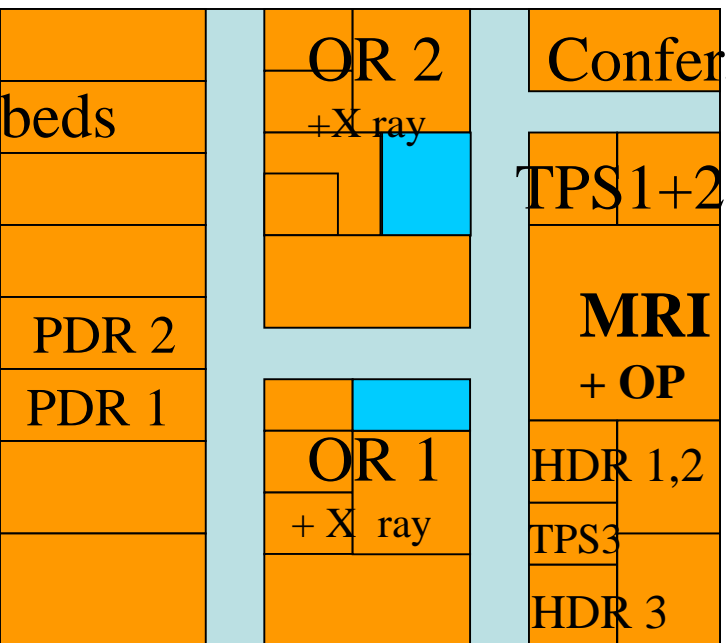 beds
PDR 2
PDR 1
OR 2
+X ray
OR 1
+ X ray
Confer
TPS1+2
MRI
+ OP
HDR 1,2
TPS3
HDR 3